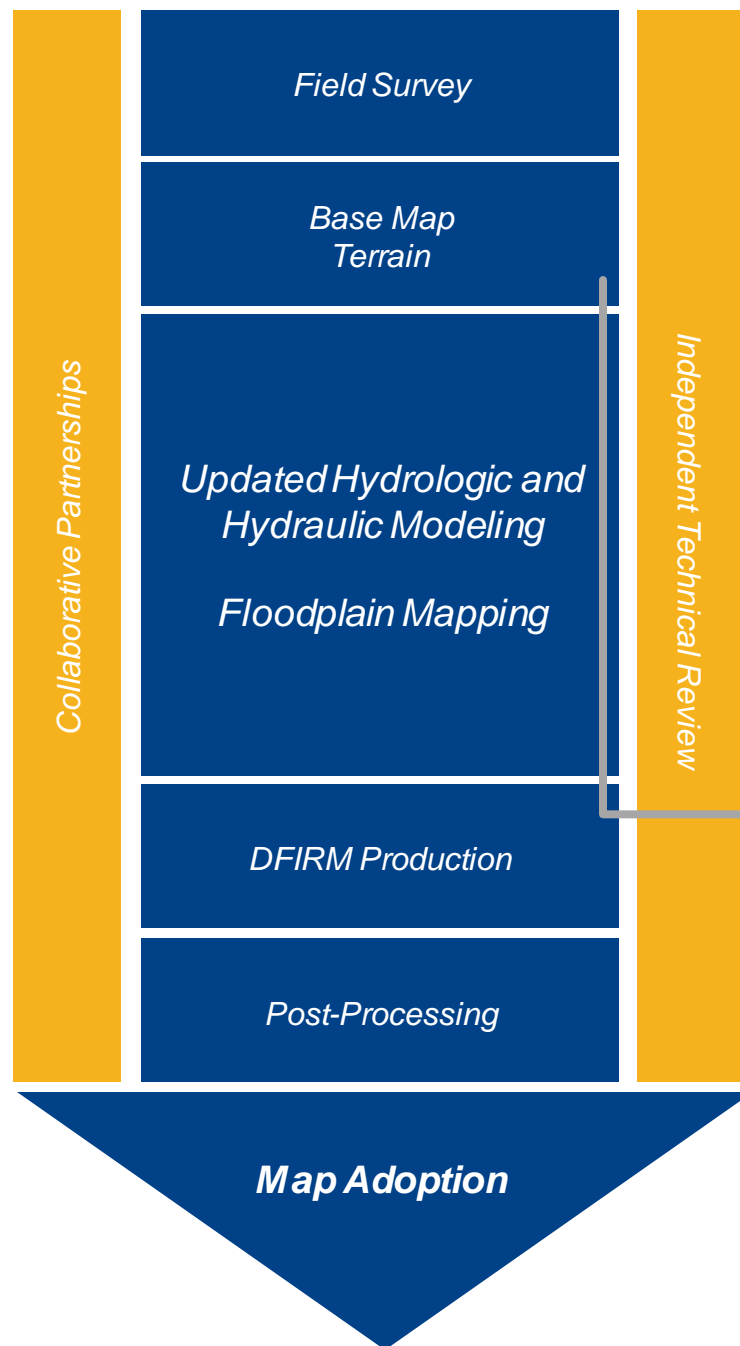 Field Survey
Base Map
Terrain
Collaborative Partnerships
Independent Technical Review
Updated Hydrologic and
Hydraulic Modeling
Floodplain Mapping
DFIRM Production
Post-Processing
Map Adoption